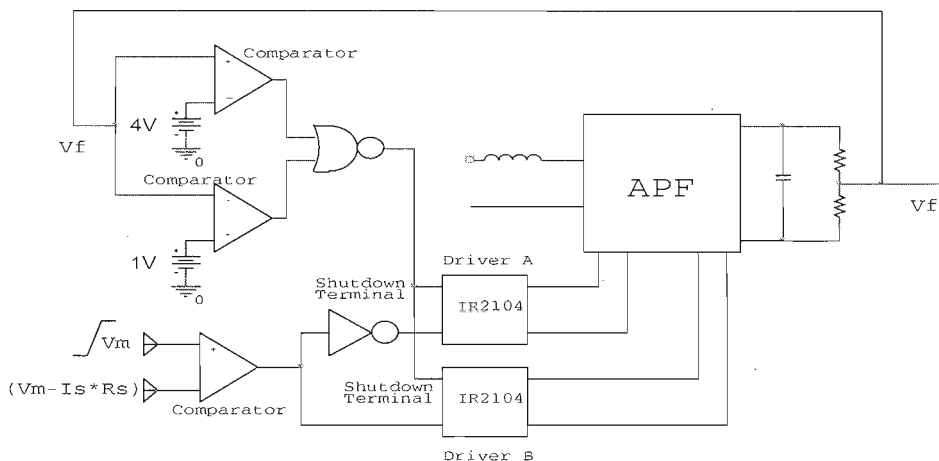 Comparator
+
4V
-
Vf
0
Comparator
-
+
1V
0
APF
Vf
Driver A
Shutdown
Terminal
IR2104
Vm
+
(Vm-Is*Rs)
Comparator
Shutdown
Terminal
IR2104
Driver B